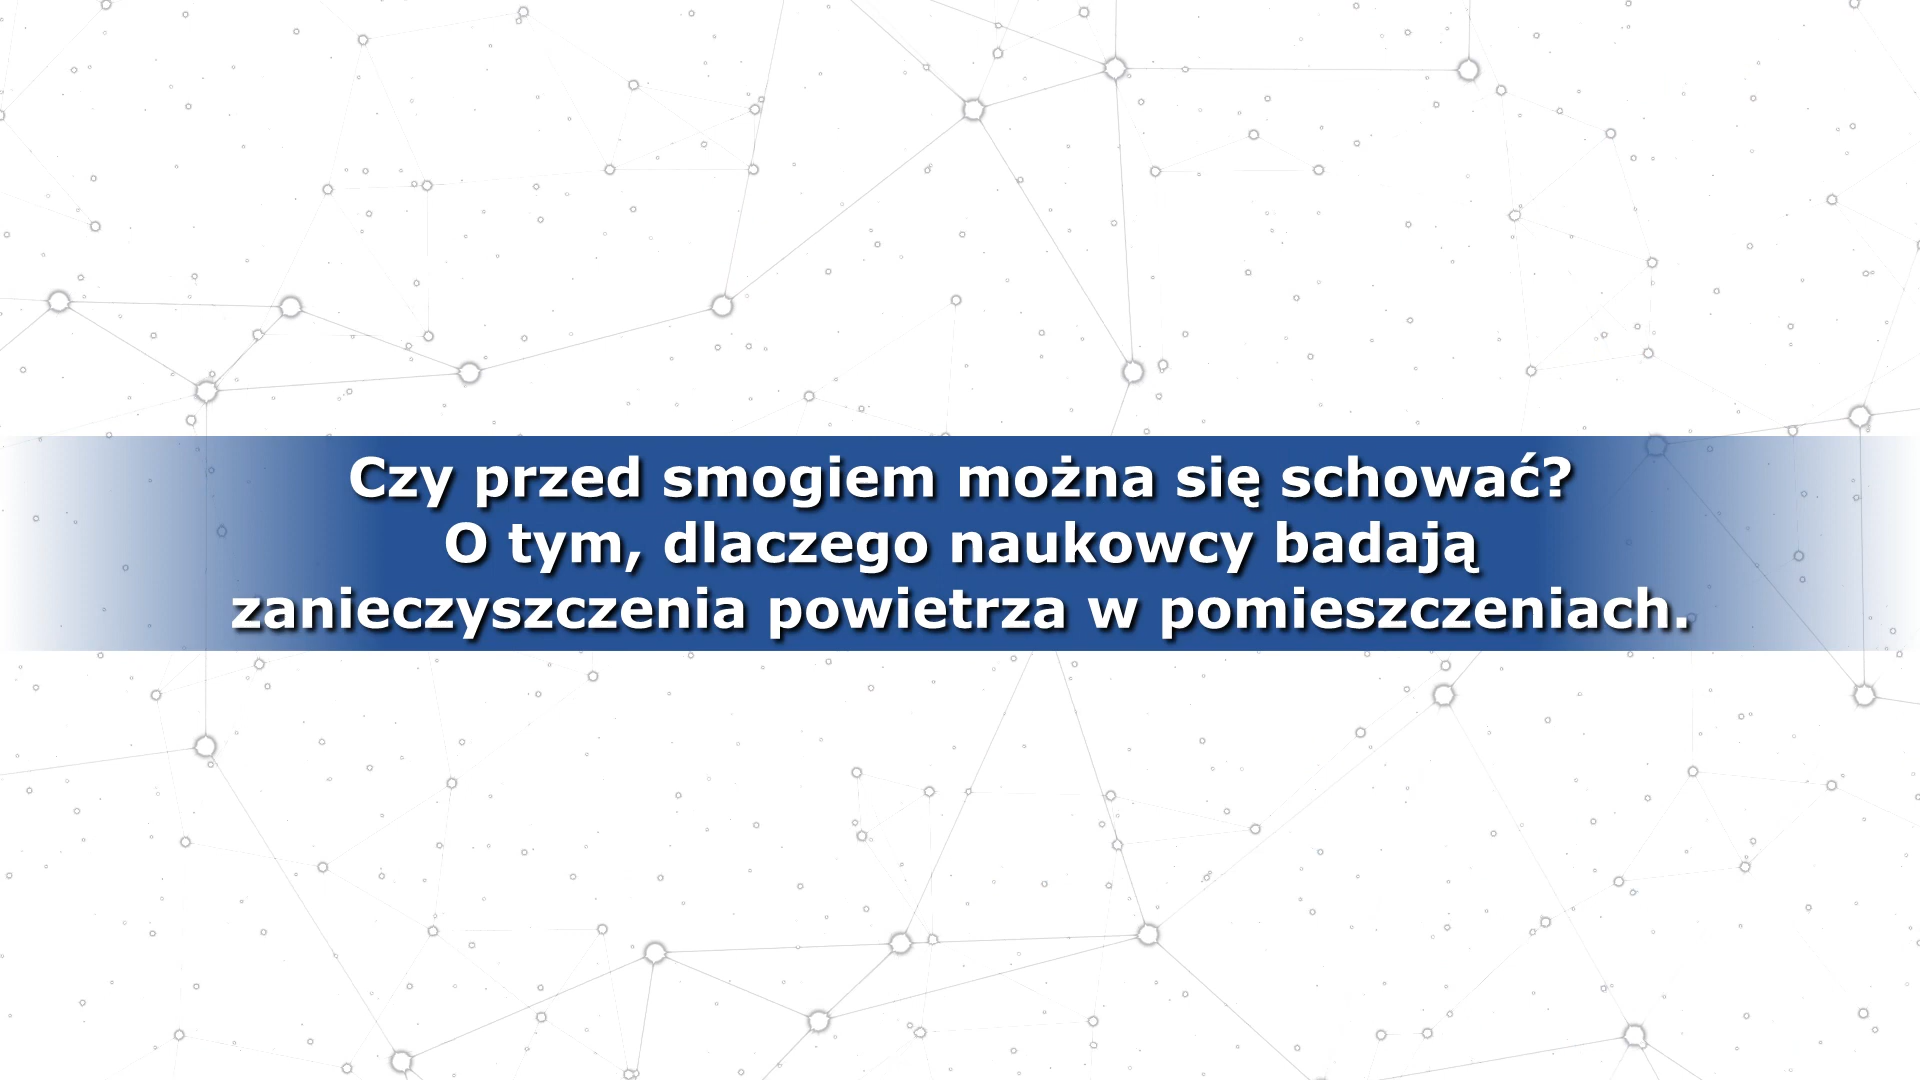 Czy przed smogiem można się schować?
O tym, dlaczego naukowcy badają
zanieczyszczenia powietrza w pomieszczeniach.